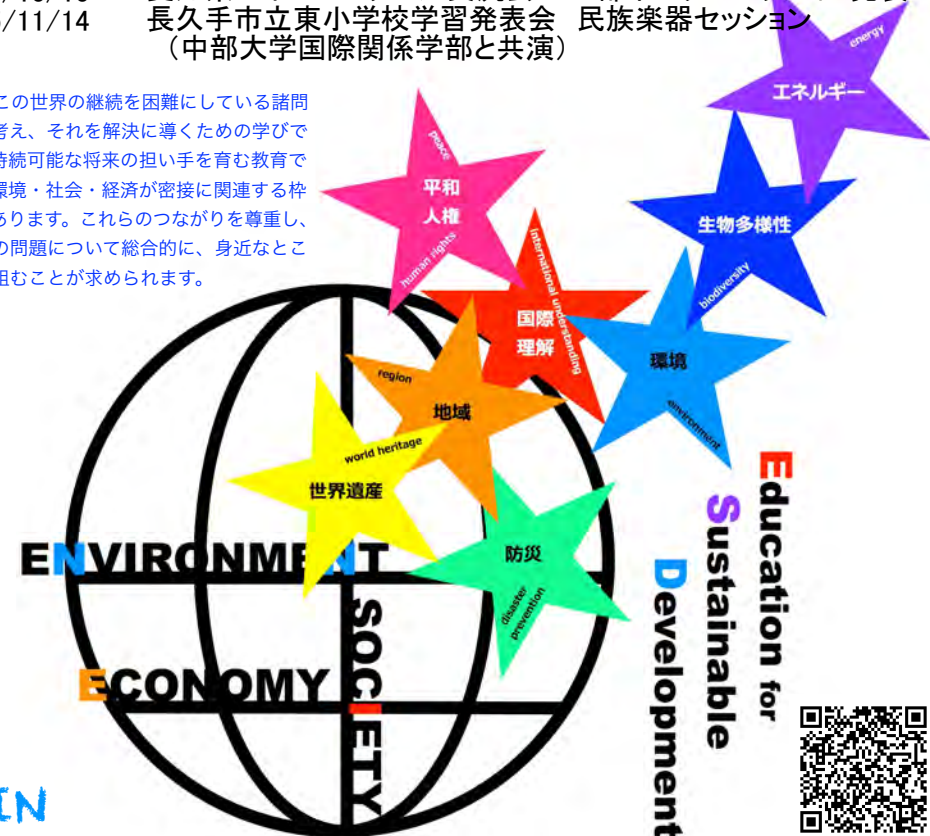 /11/14 長久手市立東小学校学習発表会 民族楽器セッション
（中部大学国際関係学部と共演）
この世界の継続を困難にしている諸問
考え、それを解決に導くための学びで
持続可能な将来の担い手を育む教育で
環境・社会・経済が密接に関連する枠
あります。これらのつながりを尊重し、
の問題について総合的に、身近なとこ
組むことが求められます。
energy
エネルギー
peace
平和
人権
human rights
生物多様性
biodiversity
international understanding
国際
理解
環境
environment
region
地域
world heritage
世界遺産
防災
disaster
prevention
ENVIRONMENT
SOCIETY
ECONOMY
Education for
Sustainable
Development
IN